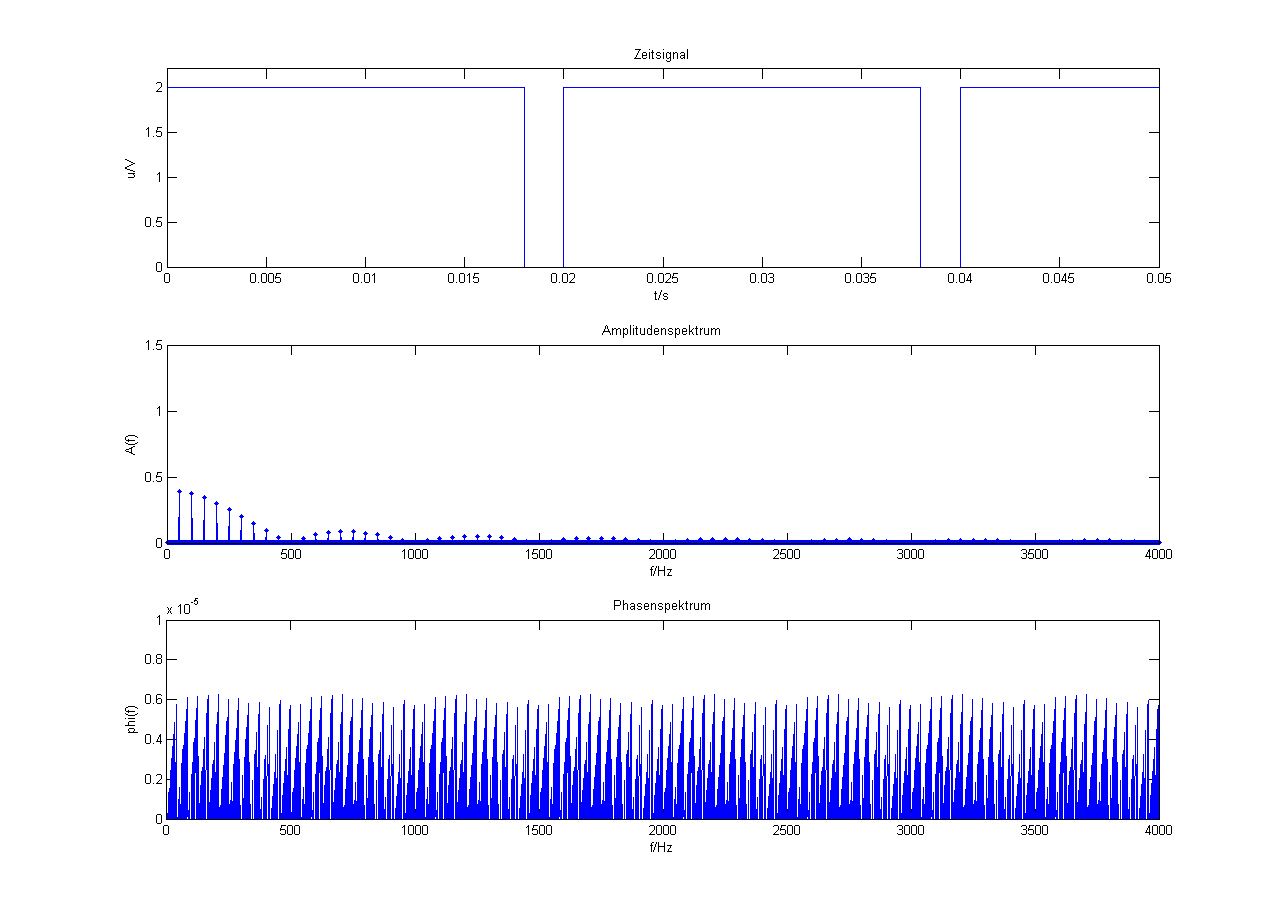 Zeitsignal
2
1.5
1
0.5
0
u/V
0 0.005 0.01 0.015 0.02 0.025 0.03 0.035 0.04 0.045 0.05
t/s
Amplitudenspektrum
1.5
1
0.5
0
A(f)
0 500 1000 1500 2000 2500 3000 3500 4000
f/Hz
Phasenspektrum
x 10^-5
1
0.8
0.6
0.4
0.2
0
phi(f)
0 500 1000 1500 2000 2500 3000 3500 4000
f/Hz